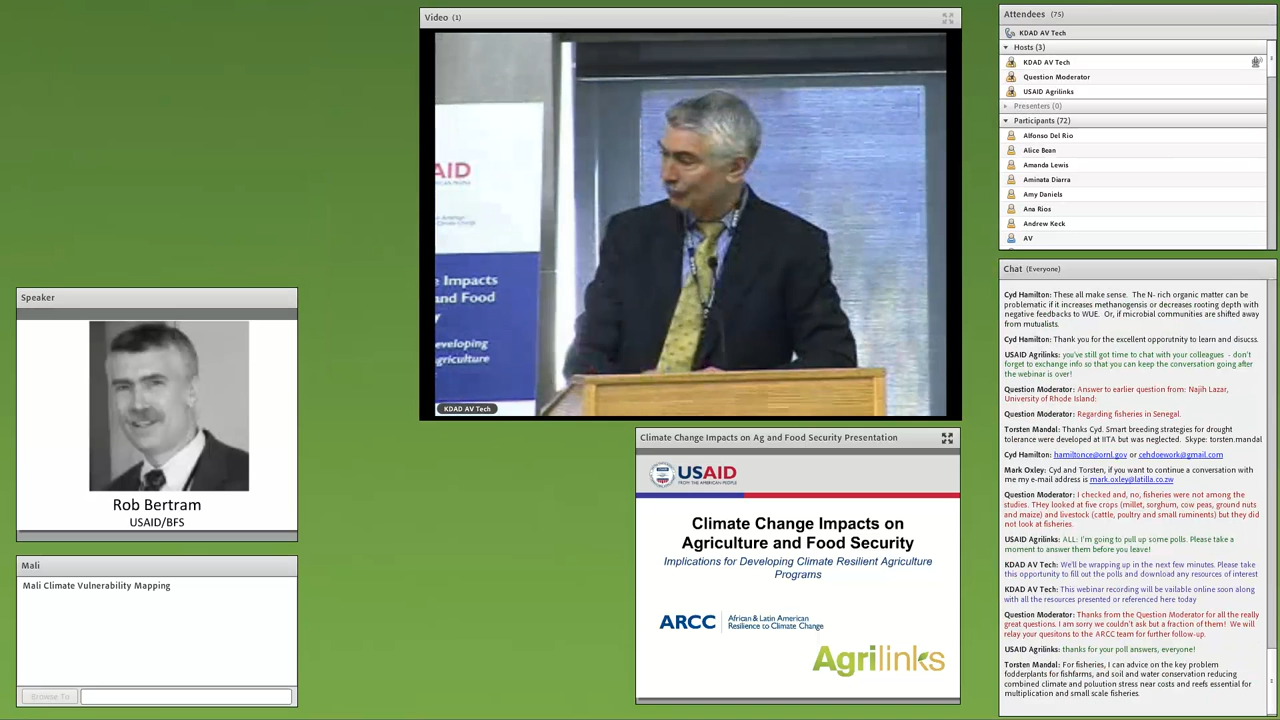 Speaker
Rob Bertram
USAID/BFS
Mali
Mali Climate Vulnerability Mapping
Browse To
Video (1)
AID
Impacts
and Food
eveloping
griculture
KDAD AV Tech
Climate Change Impacts on Ag and Food Security Presentation
USAID
FROM THE AMERICAN PEOPLE
Climate Change Impacts on
Agriculture and Food Security
Implications for Developing Climate Resilient Agriculture
Programs
ARCC
African & Latin American
Resilience to Climate Change
Agrilinks
Attendees (75)
KDAD AV Tech
Hosts (3)
KDAD AV Tech
Question Moderator
USAID Agrilinks
Presenters (0)
Participants (72)
Alfonso Del Rio
Alice Bean
Amanda Lewis
Aminata Diarra
Amy Daniels
Ana Rios
Andrew Keck
AV
Chat (Everyone)
Cyd Hamilton: These all make sense. The N- rich organic matter can be
problematic if it increases methanogens or decreases rooting depth with
negative feedbacks to WUE. Or, if microbial communities are shifted away
from mutualists.
Cyd Hamilton: Thank you for the excellent opporutnity to learn and disucss.
USAID Agrilinks: you've still got time to chat with your colleagues - don't
forget to exchange info so that you can keep the conversation going after
the webinar is over!
Question Moderator: Answer to earlier question from: Najih Lazar,
University of Rhode Island:
Question Moderator: Regarding fisheries in Senegal.
Torsten Mandal: Thanks Cyd. Smart breeding strategies for drought
tolerance were developed at IITA but was neglected. Skype: torsten.mandal
Cyd Hamilton: hamiltonce@ornl.gov or cehdoework@gmail.com
Mark Oxley: Cyd and Torsten, if you want to continue a conversation with
me my e-mail address is mark.oxley@latilla.co.zw
Question Moderator: I checked and, no, fisheries were not among the
studies. THey looked at five crops (millet, sorghum, cow peas, ground nuts
and maize) and livestock (cattle, poultry and small ruminents) but they did
not look at fisheries.
USAID Agrilinks: ALL: I'm going to pull up some polls. Please take a
moment to answer them before you leave!
KDAD AV Tech: We'll be wrapping up in the next few minutes. Please take
this opportunity to fill out the polls and download any resources of interest
KDAD AV Tech: This webinar recording will be vailable online soon along
with all the resources presented or referenced here today
Question Moderator: Thanks from the Question Moderator for all the really
great questions. I am sorry we couldn't ask but a fraction of them! We will
relay your quesitons to the ARCC team for further follow-up.
USAID Agrilinks: thanks for your poll answers, everyone!
Torsten Mandal: For fisheries, I can advice on the key problem
fodderplants for fishfarms, and soil and water conservation reducing
combined climate and poluution stress near costs and reefs essential for
multiplication and small scale fisheries.